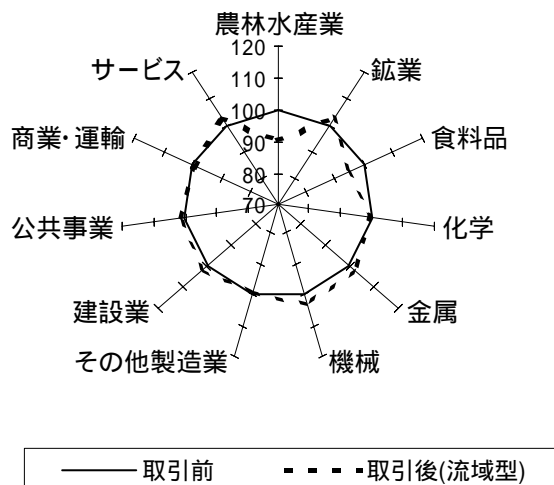 農林水産業
鉱業
食料品
化学
金属
機械
その他製造業
建設業
公共事業
商業・運輸
サービス
120
110
100
90
80
70
取引前
取引後(流域型)